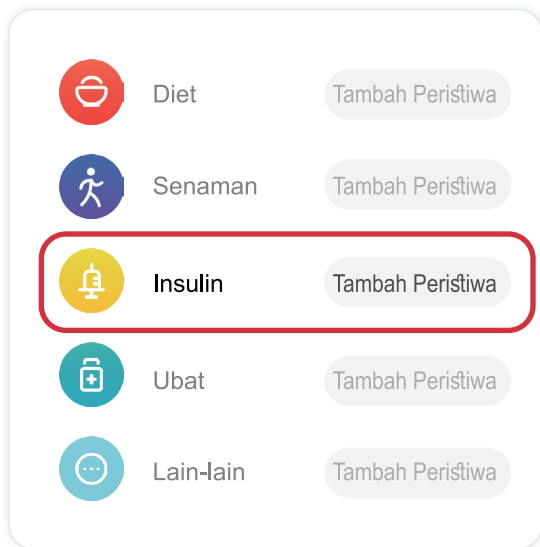 Diet Tambah Peristiwa
Senaman Tambah Peristiwa
Insulin Tambah Peristiwa
Ubat Tambah Peristiwa
Lain-lain Tambah Peristiwa